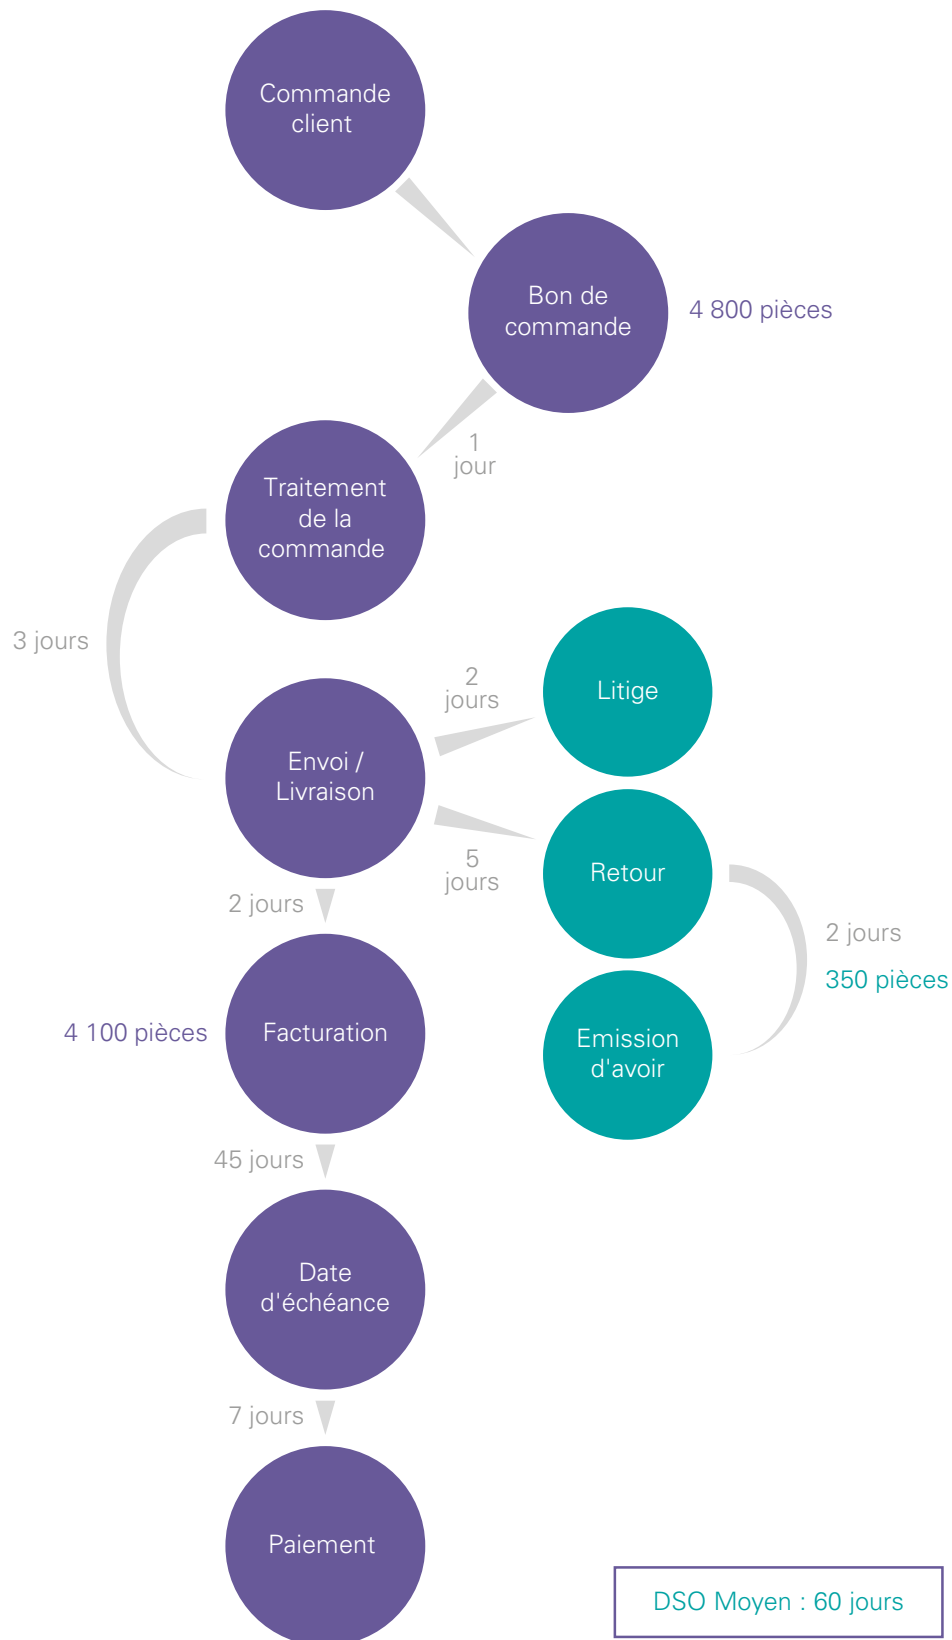 Commande
client
Bon de
commande
4 800 pièces
1
jour
Traitement
de la
commande
3 jours
2
jours
Litige
Envoi /
Livraison
5
jours
Retour
2 jours
2 jours
350 pièces
4 100 pièces
Facturation
Emission
d'avoir
45 jours
Date
d'échéance
7 jours
Paiement
DSO Moyen : 60 jours